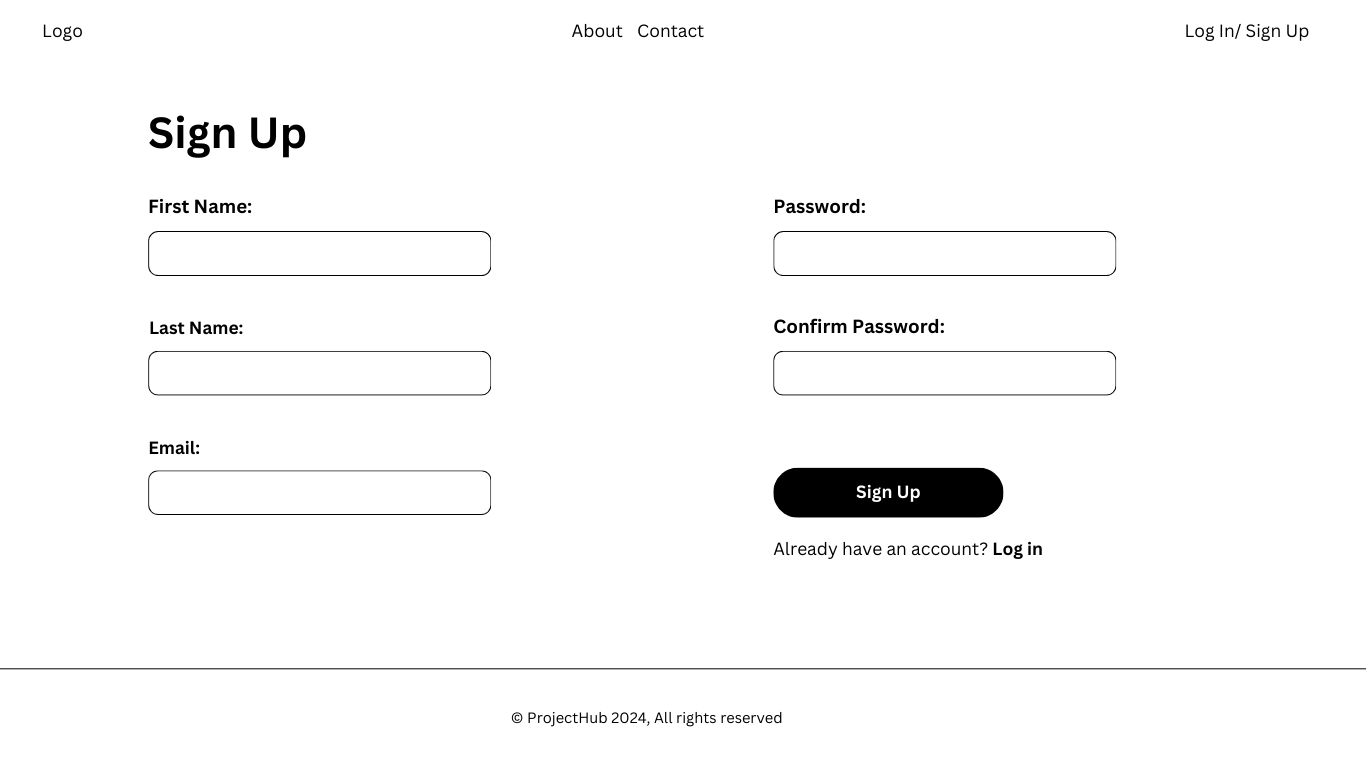 Logo
About Contact
Log In/ Sign Up
Sign Up
First Name:
Last Name:
Email:
Password:
Confirm Password:
Sign Up
Already have an account? Log in
© ProjectHub 2024, All rights reserved